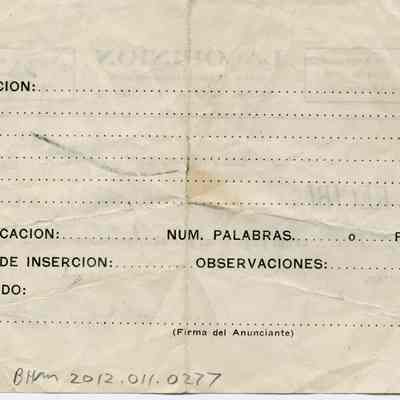 CION:
CACION: NUM. PALABRAS. o
DE INSERCION: OBSERVACIONES:
DO:
(Firma del Anunciante)
BHM 2012.011.0277